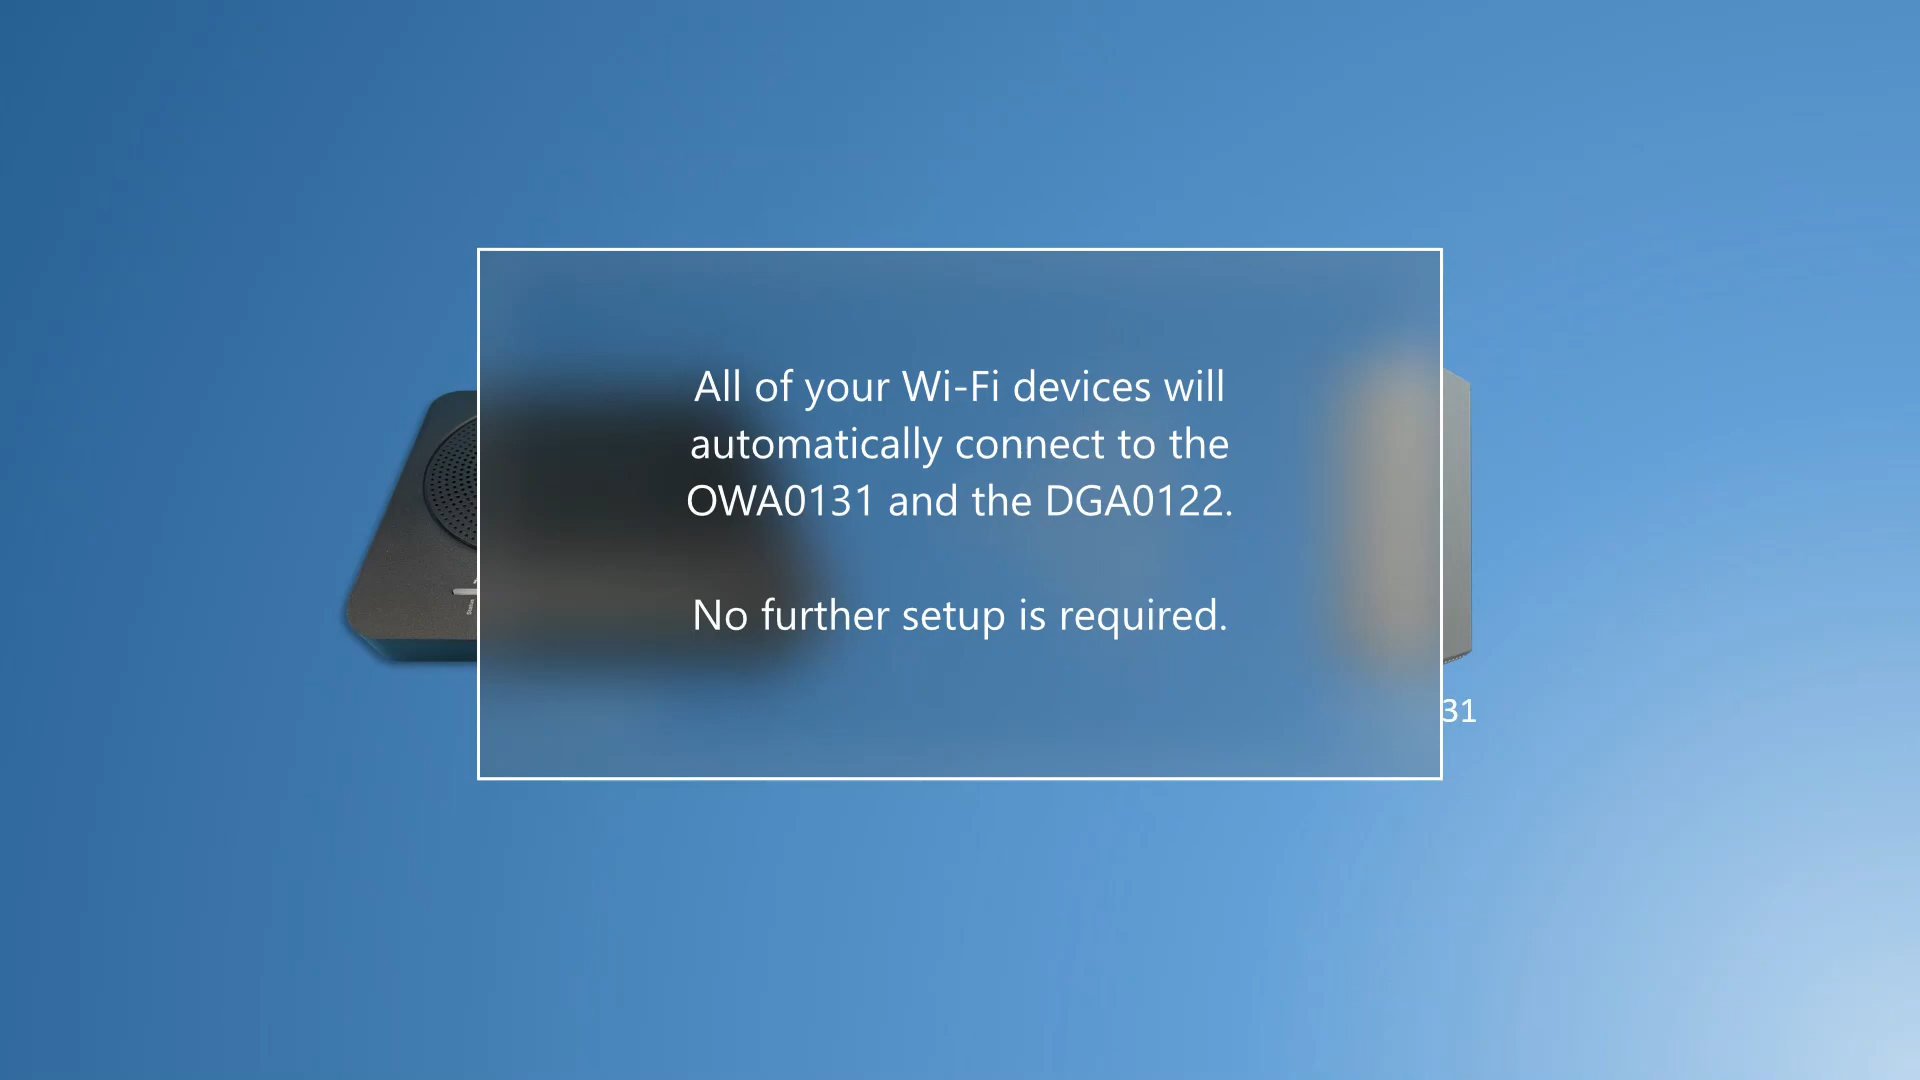 All of your Wi-Fi devices will
automatically connect to the
OWA0131 and the DGA0122.
No further setup is required.
Status
31